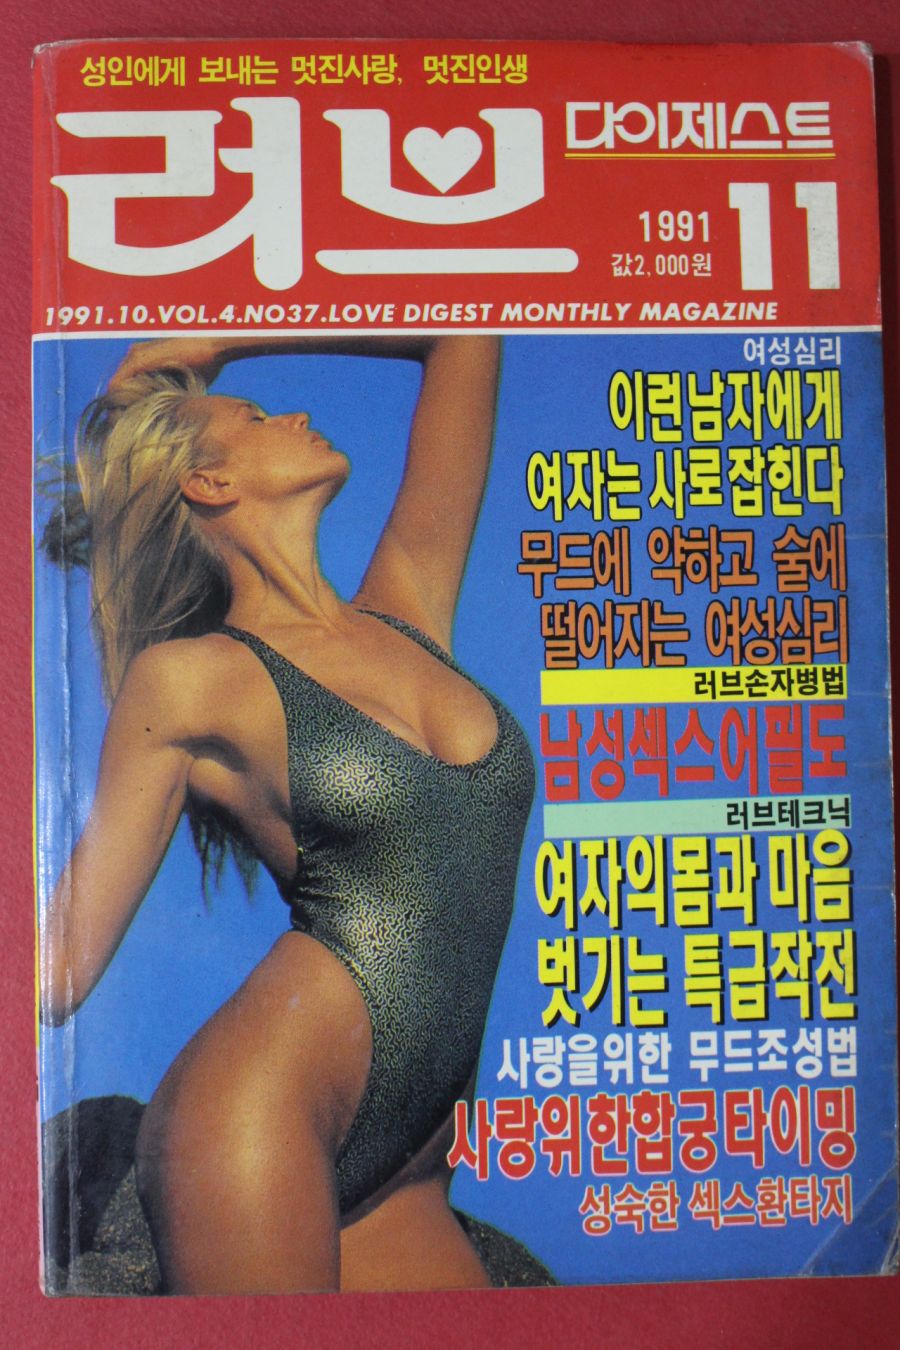 성인에게 보내는 멋진사랑, 멋진인생
러브 다이제스트
1991 11
값2,000원
1991.10.VOL.4.NO37.LOVE DIGEST MONTHLY MAGAZINE
여성심리
이런남자에게
여자는 사로잡힌다
무드에 약하고 술에
떨어지는 여성심리
러브손자병법
남성섹스어필도
러브테크닉
여자의몸과 마음
벗기는 특급작전
사랑을위한 무드조성법
사랑위한합궁타이밍
성숙한 섹스환타지